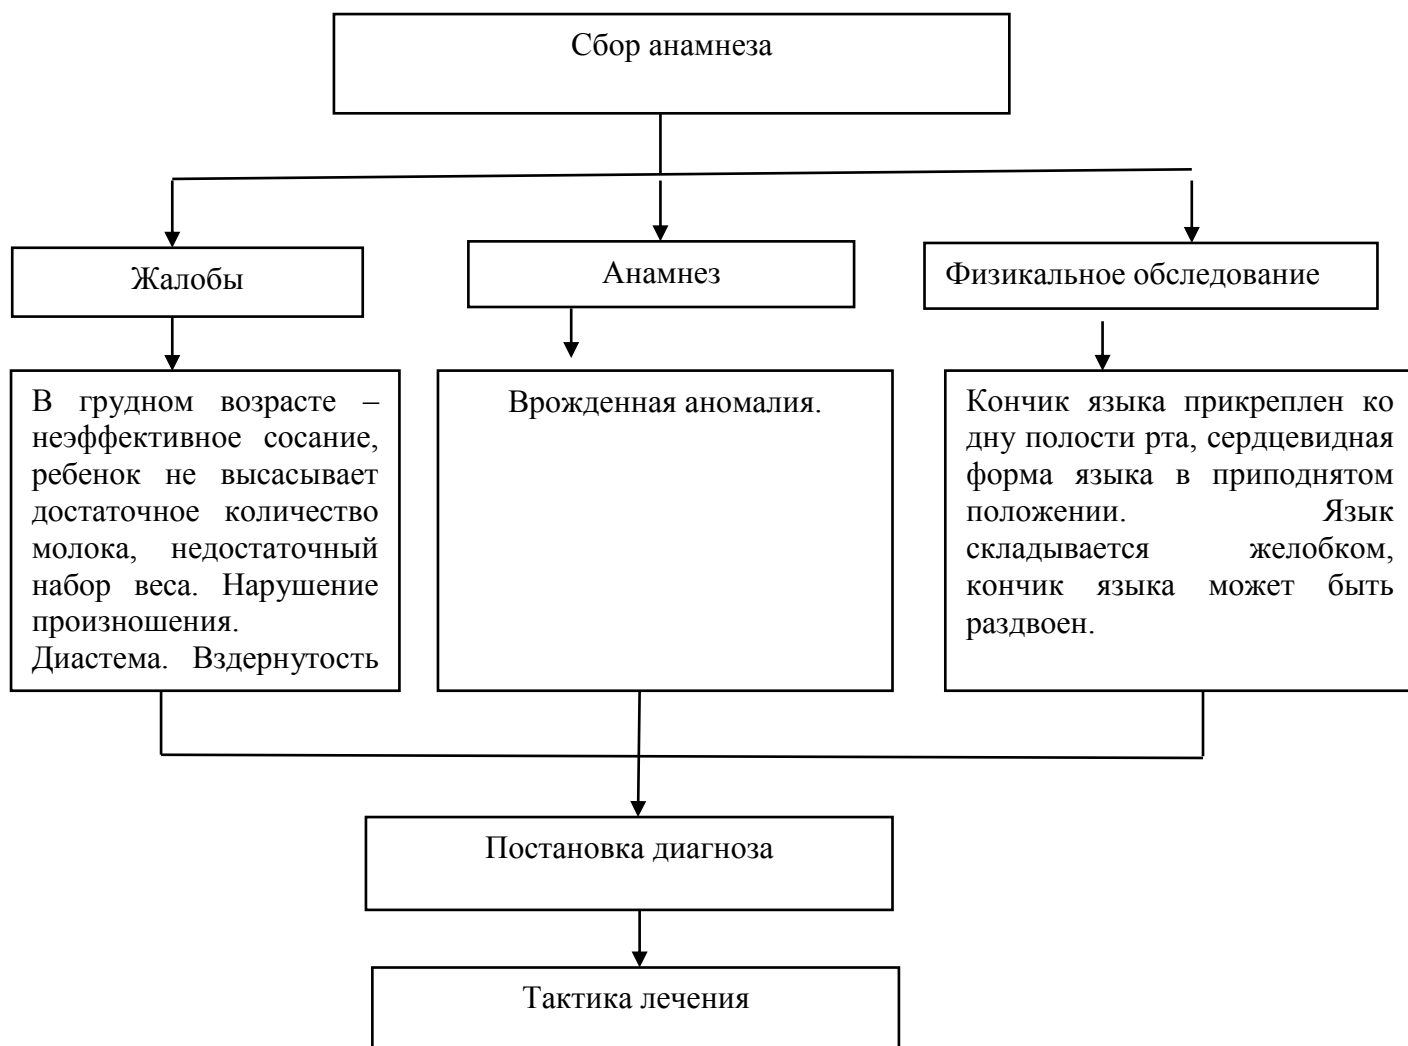 Сбор анамнеза
Жалобы
Анамнез
Физикальное обследование
В грудном возрасте –
неэффективное сосание,
ребенок не высасывает
достаточное количество
молока, недостаточный
набор веса. Нарушение
произношения.
Диастема. Вздернутость
Врожденная аномалия.
Кончик языка прикреплен ко
дну полости рта, сердцевидная
форма языка в приподнятом
положении. Язык
складывается желобком,
кончик языка может быть
раздвоен.
Постановка диагноза
Тактика лечения